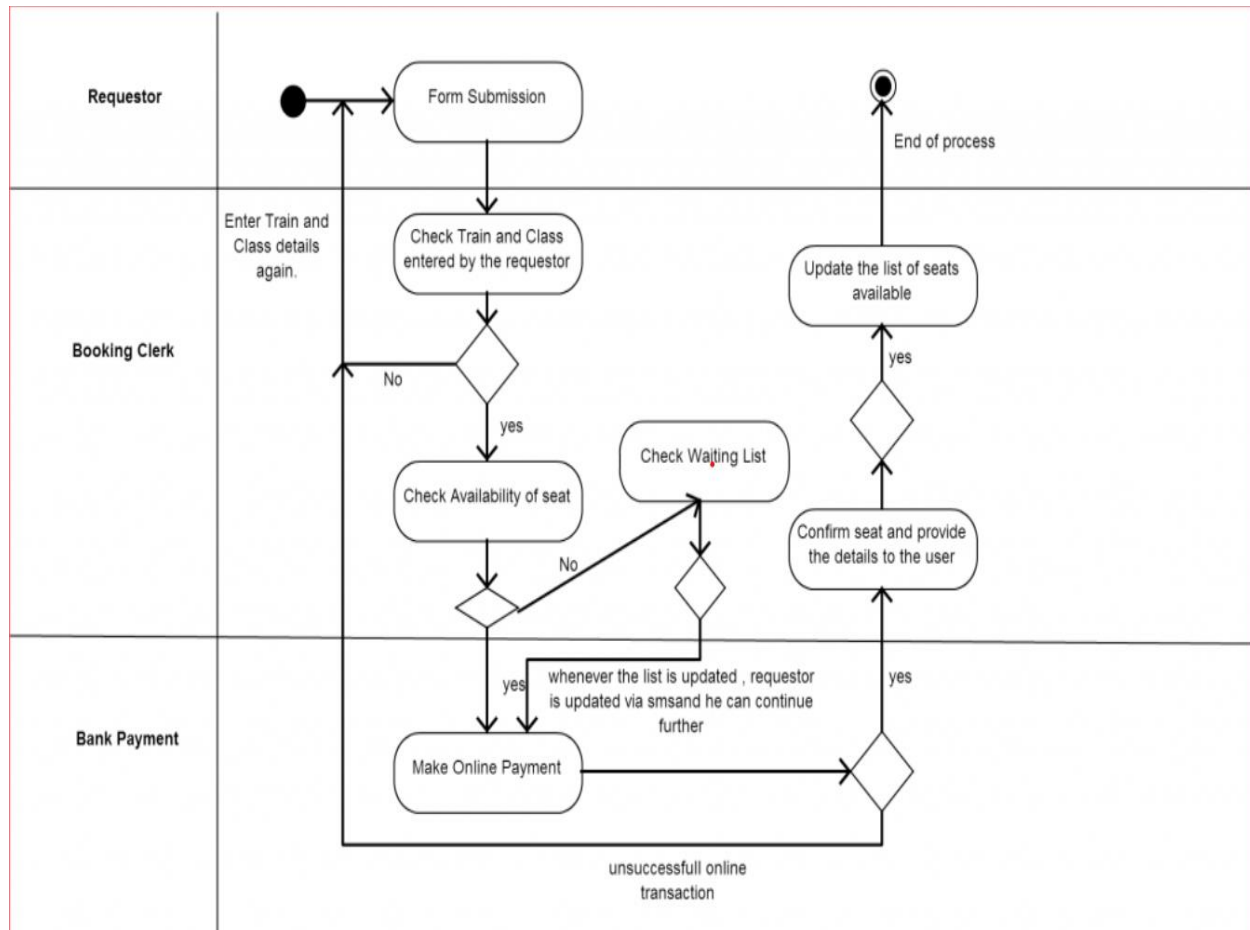 Requestor
Form Submission
End of process
Enter Train and
Class details
again.
Check Train and Class
entered by the requestor
Update the list of seats
available
Booking Clerk
No
yes
yes
Check Waiting List
Check Availability of seat
No
Confirm seat and provide
the details to the user
yes
whenever the list is updated , requestor
is updated via smsand he can continue
further
yes
Bank Payment
Make Online Payment
unsuccessfull online
transaction